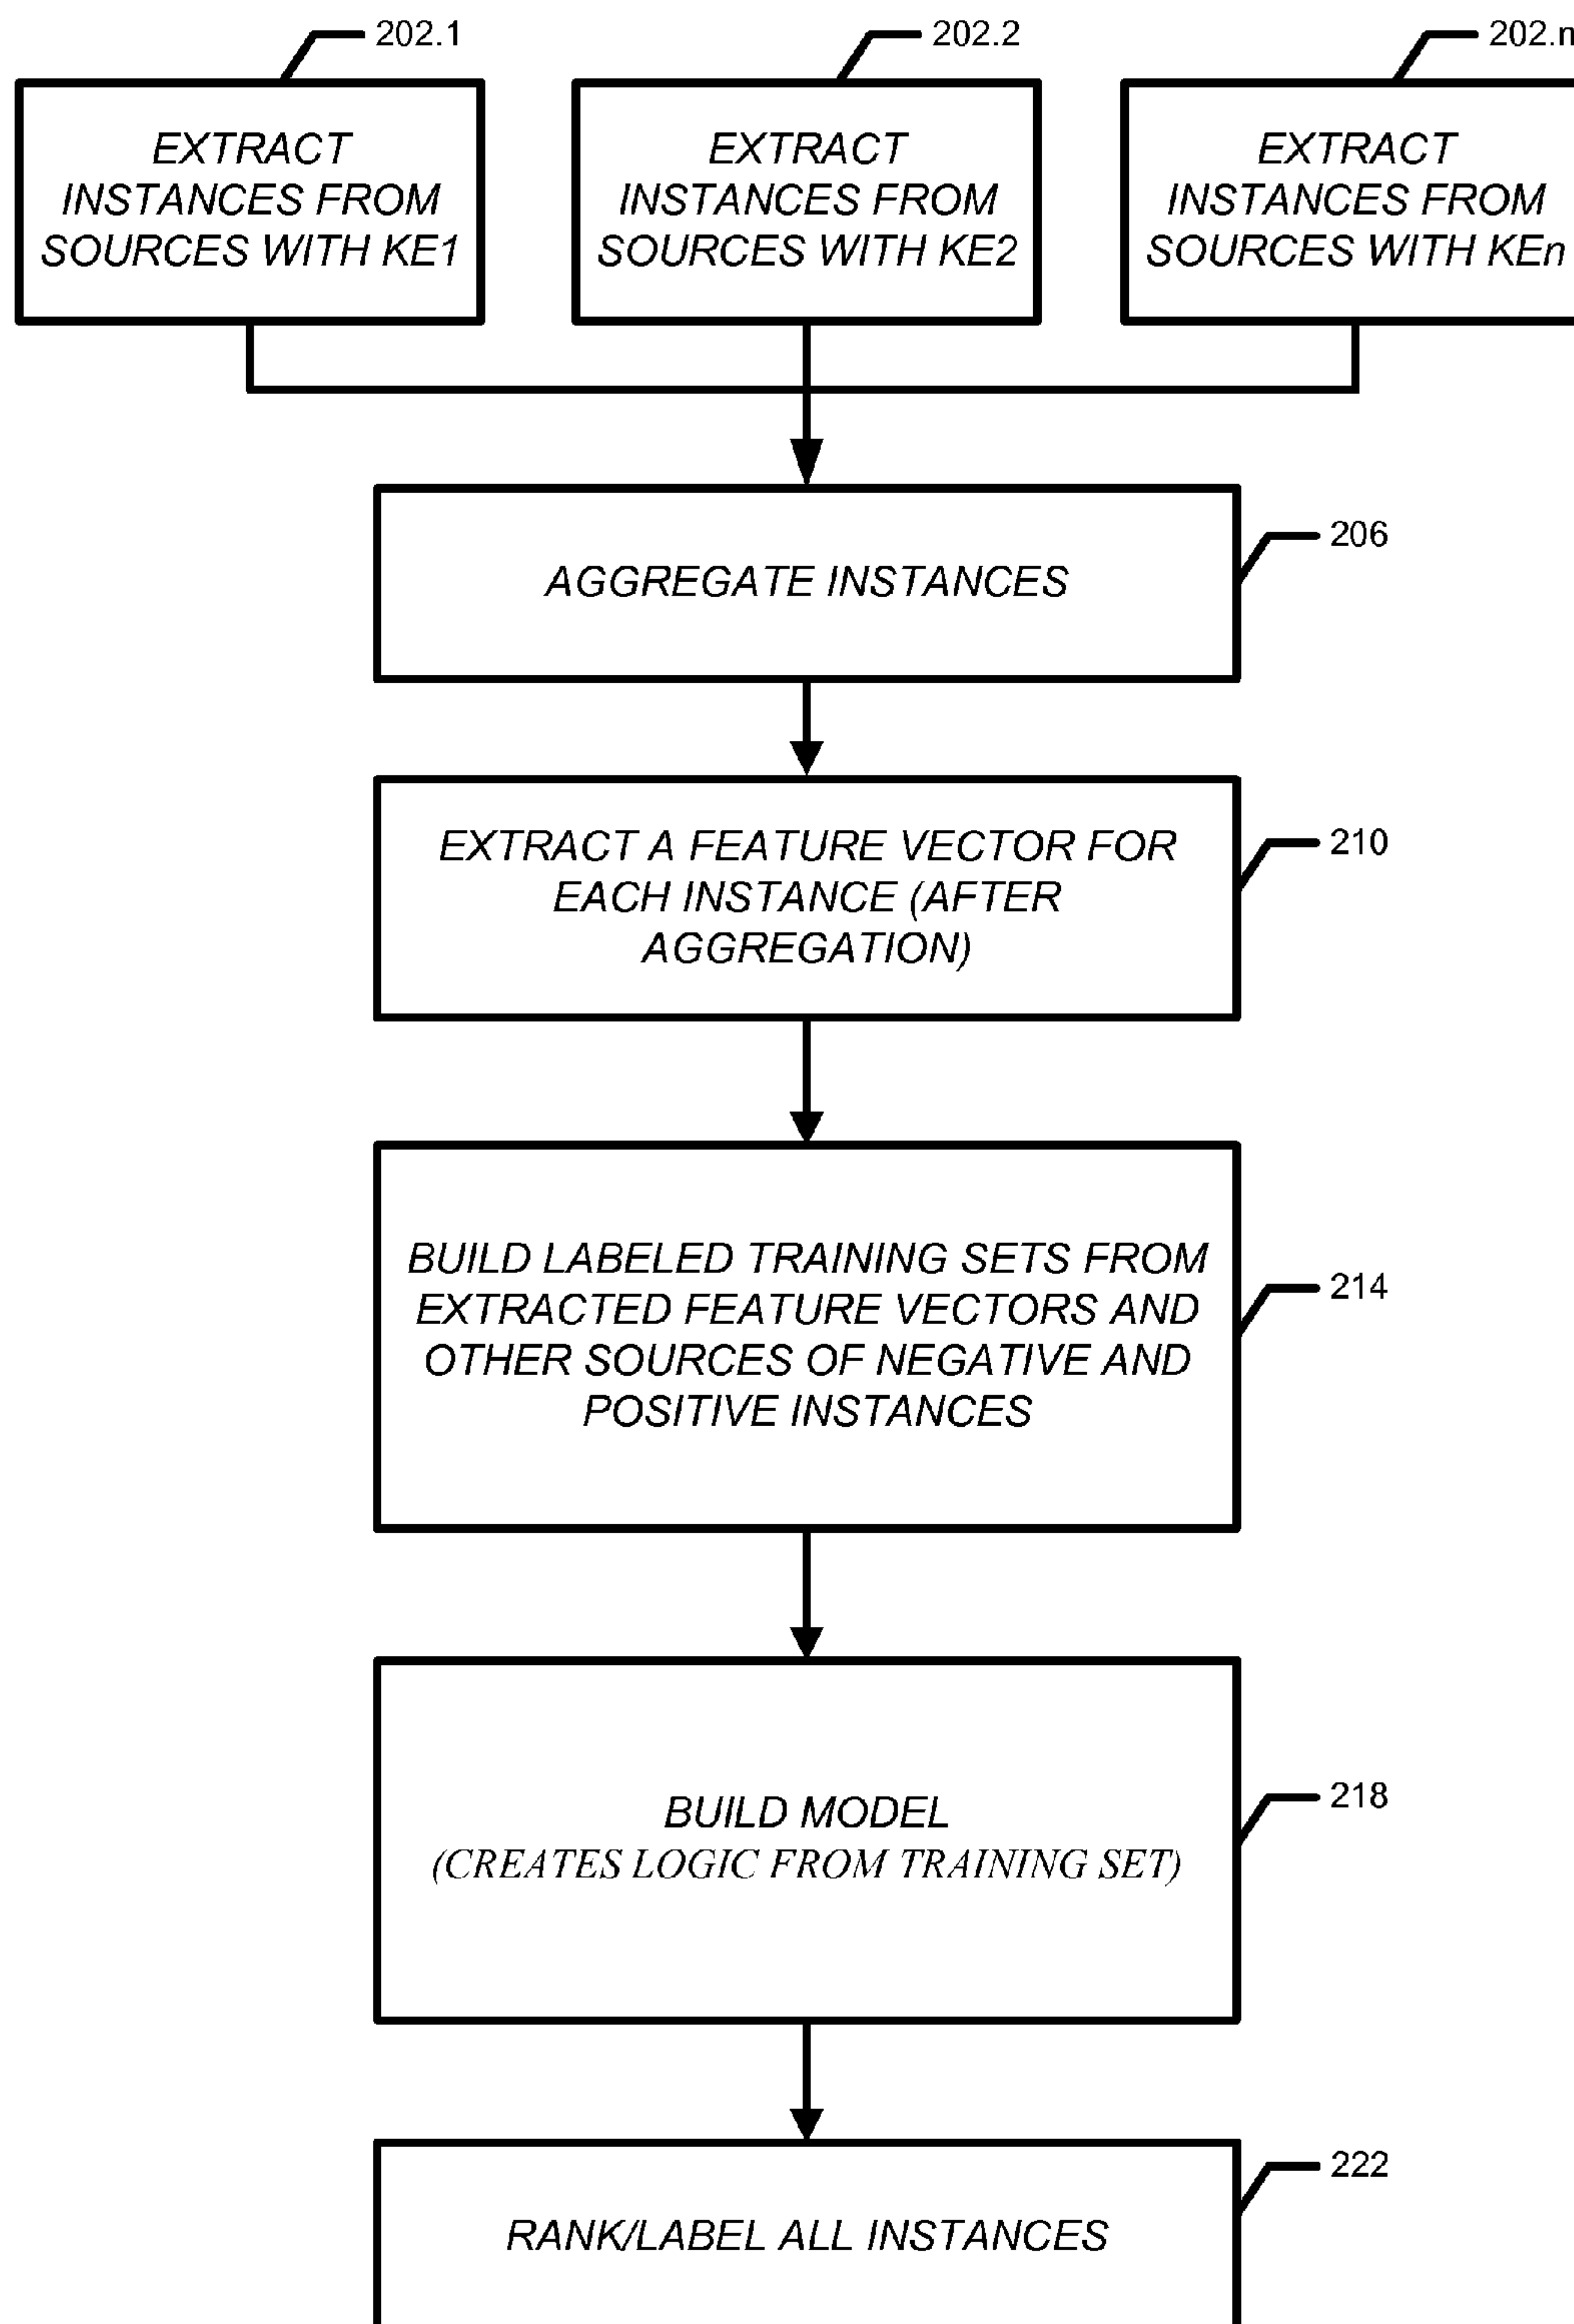 202.1
202.2
202.n
EXTRACT
INSTANCES FROM
SOURCES WITH KE1
EXTRACT
INSTANCES FROM
SOURCES WITH KE2
EXTRACT
INSTANCES FROM
SOURCES WITH KEn
206
AGGREGATE INSTANCES
210
EXTRACT A FEATURE VECTOR FOR
EACH INSTANCE (AFTER
AGGREGATION)
214
BUILD LABELED TRAINING SETS FROM
EXTRACTED FEATURE VECTORS AND
OTHER SOURCES OF NEGATIVE AND
POSITIVE INSTANCES
218
BUILD MODEL
(CREATES LOGIC FROM TRAINING SET)
222
RANK/LABEL ALL INSTANCES